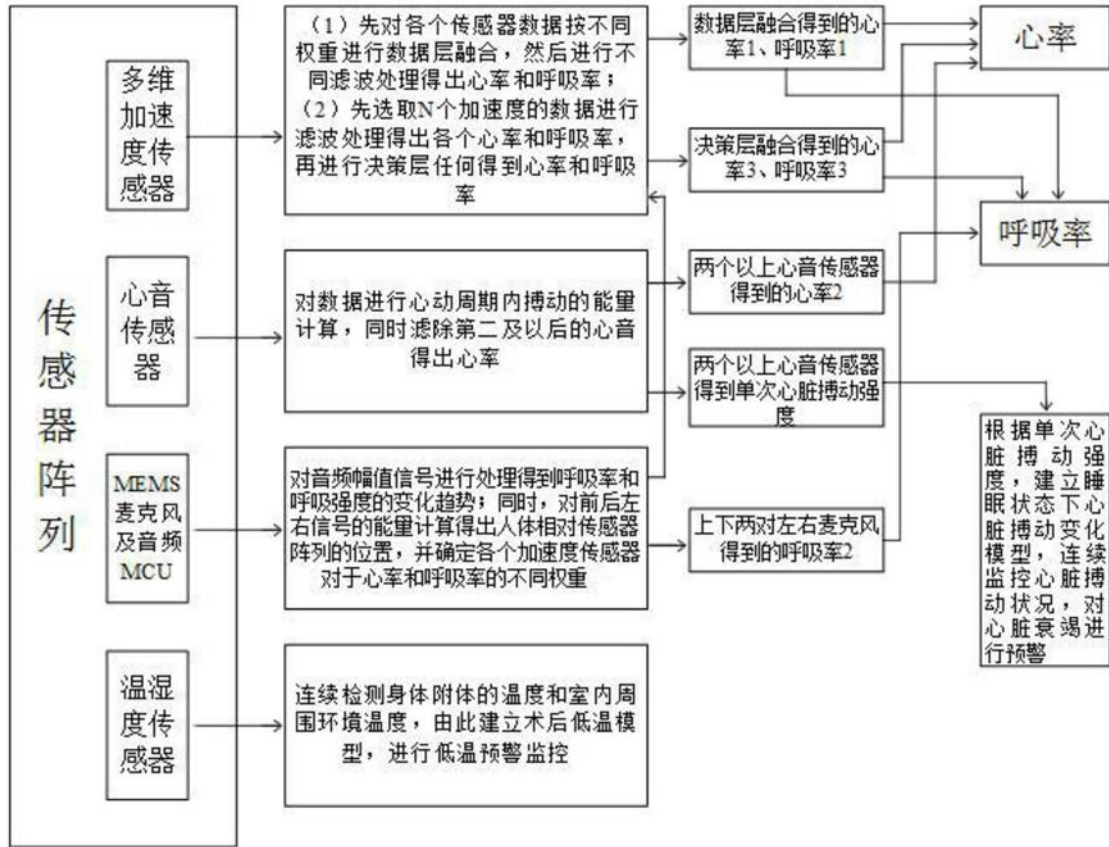 传感器阵列
多维
加速
度传
感器
（1）先对各个传感器数据按不同
权重进行数据层融合，然后进行不
同滤波处理得出心率和呼吸率；
（2）先选取N个加速度的数据进行
滤波处理得出各个心率和呼吸率，
再进行决策层任何得到心率和呼吸
率
数据层融合得到的心
率1、呼吸率1
决策层融合得到的心
率3、呼吸率3
心率
呼吸率
心音
传感
器
对数据进行心动周期内搏动的能量
计算，同时滤除第二及以后的心音
得出心率
两个以上心音传感器
得到的心率2
两个以上心音传感器
得到单次心脏搏动强
度
根据单次心
脏搏动强
度，建立睡
眠状态下心
脏搏动变化
模型，连续
监控心脏搏
动状况，对
心脏衰竭进
行预警
MEMS
麦克风
及音频
MCU
对音频幅值信号进行处理得到呼吸率和
呼吸强度的变化趋势；同时，对前后左
右信号的能量计算得出人体相对传感器
阵列的位置，并确定各个加速度传感器
对于心率和呼吸率的不同权重
上下两对左右麦克风
得到的呼吸率2
温湿
度传
感器
连续检测身体附体的温度和室内周
围环境温度，由此建立术后低温模
型，进行低温预警监控